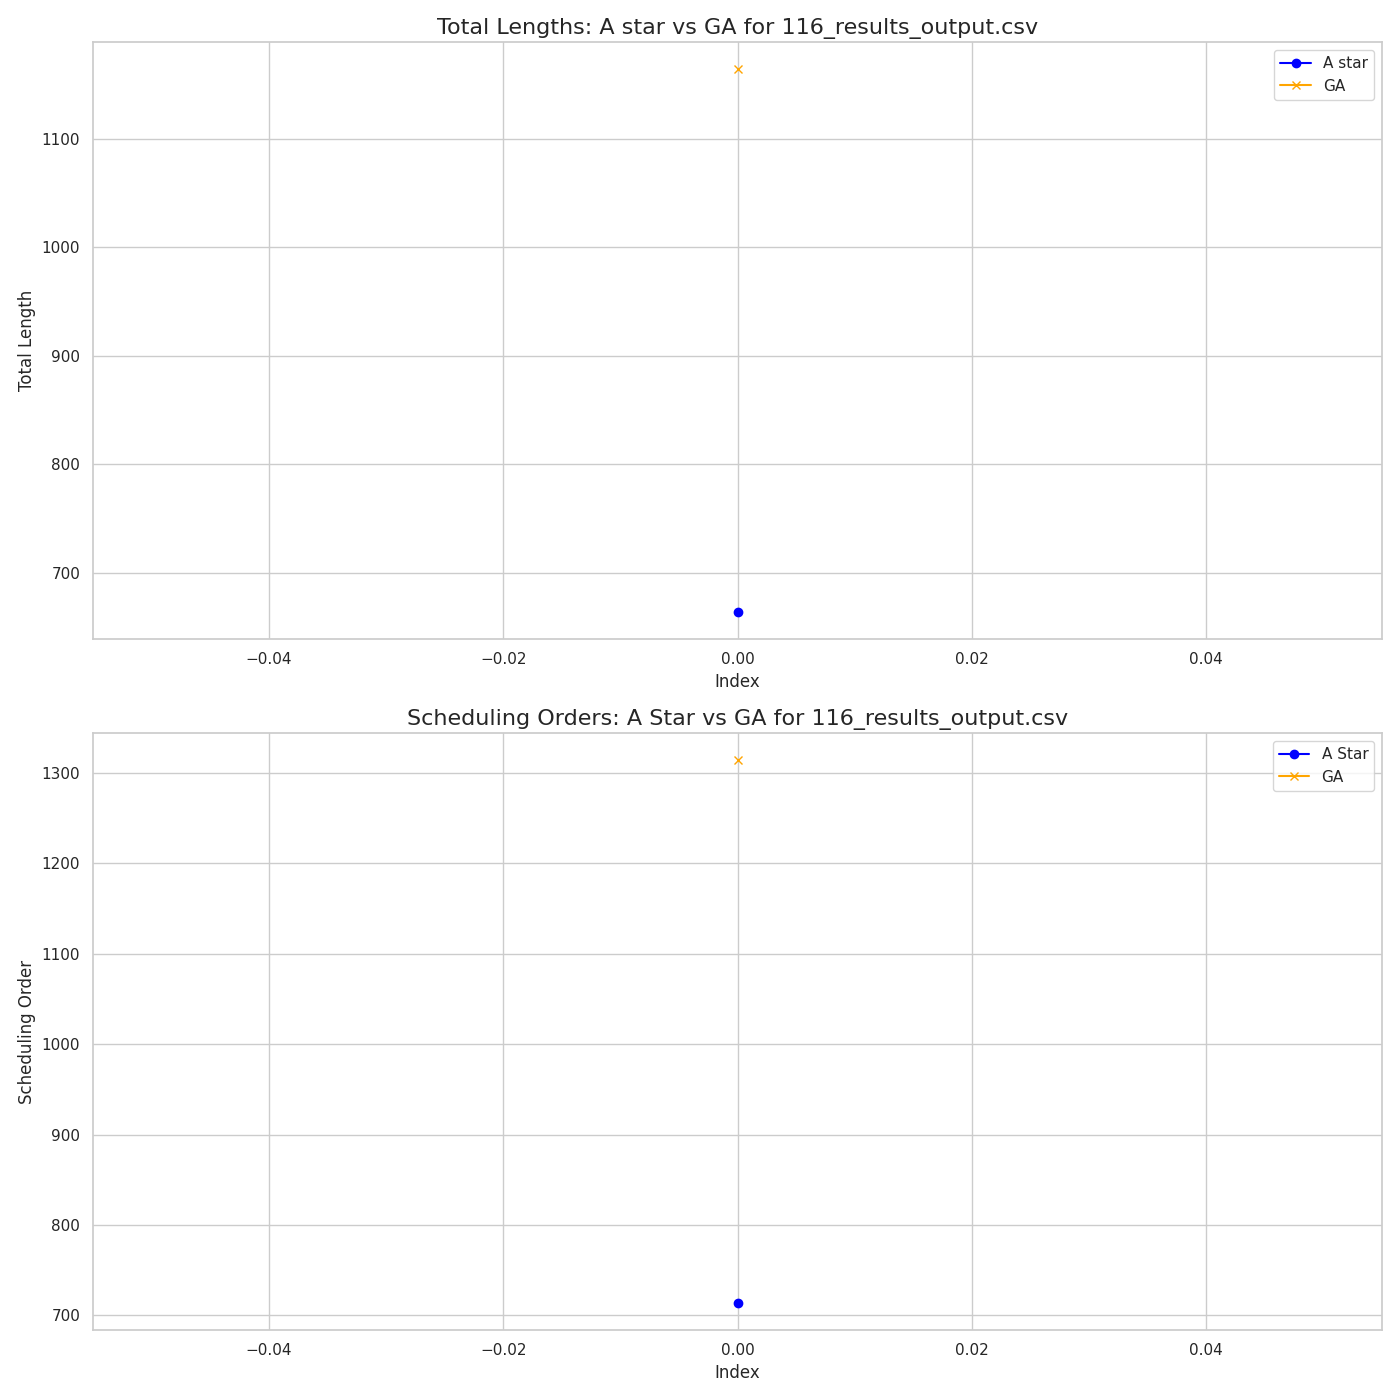 Total Lengths: A star vs GA for 116_results_output.csv
A star
GA
1100
1000
900
800
700
Total Length
−0.04
−0.02
0.00
0.02
0.04
Index
Scheduling Orders: A Star vs GA for 116_results_output.csv
A Star
GA
1300
1200
1100
1000
900
800
700
Scheduling Order
−0.04
−0.02
0.00
0.02
0.04
Index